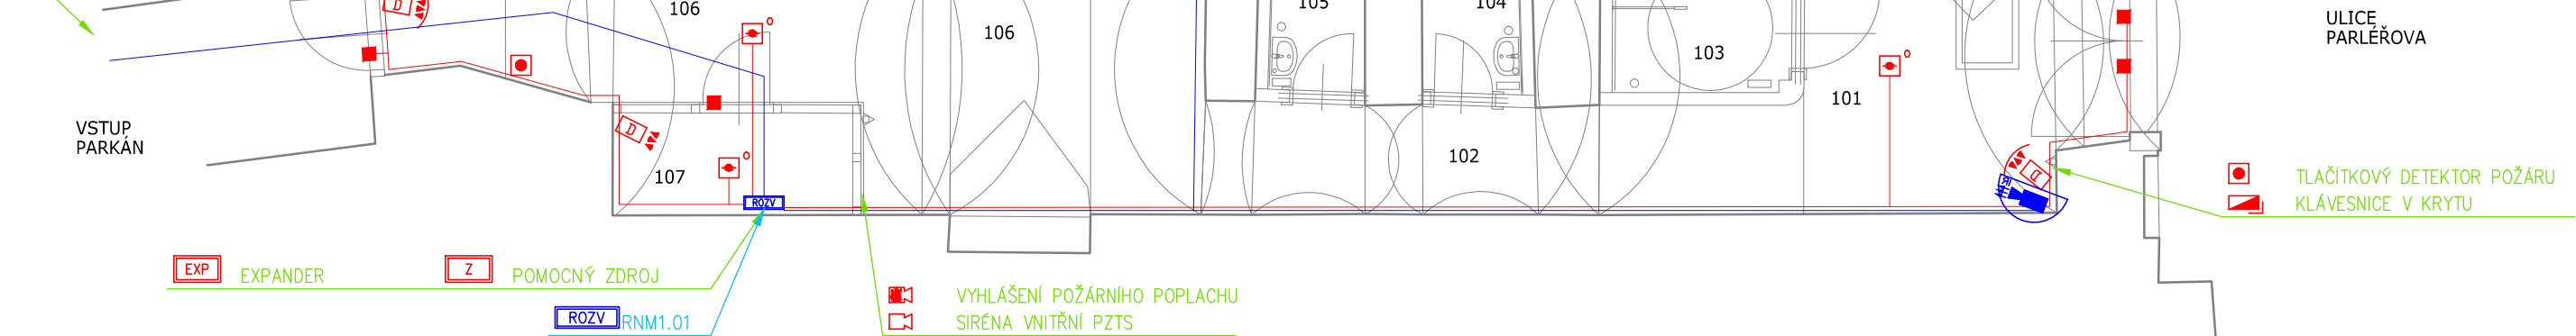 106
105
104
ULICE
PARLÉŘOVA
106
103
101
D
VSTUP
PARKÁN
D
102
107
ROZV
D
TLAČÍTKOVÝ DETEKTOR POŽÁRU
KLÁVESNICE V KRYTU
EXP EXPANDER
Z POMOCNÝ ZDROJ
VYHLÁŠENÍ POŽÁRNÍHO POPLACHU
ROZV RNM1.01
SIRÉNA VNITŘNÍ PZTS